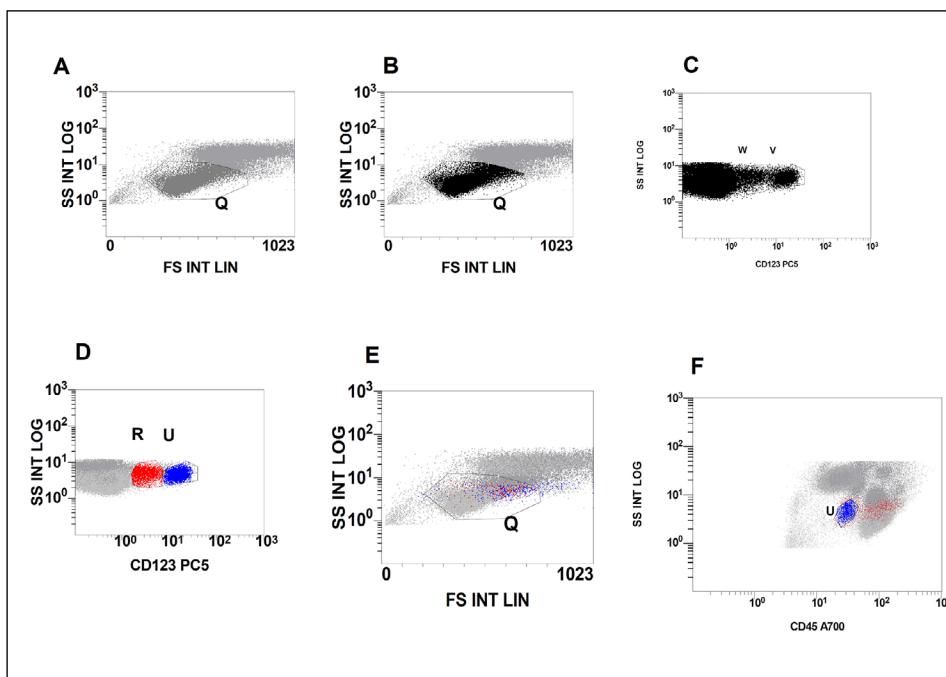 A
SS INT LOG
10³
10²
10¹
10⁰
Q
0
1023
FS INT LIN
B
SS INT LOG
10³
10²
10¹
10⁰
Q
0
1023
FS INT LIN
C
SS INT LOG
10³
10²
10¹
10⁰
W V
10⁰ 10¹ 10² 10³
CD123 PC5
D
SS INT LOG
10³
10²
10¹
10⁰
R U
10⁰ 10¹ 10² 10³
CD123 PC5
E
SS INT LOG
10³
10²
10¹
10⁰
Q
0
1023
FS INT LIN
F
SS INT LOG
10³
10²
10¹
10⁰
U
10⁰ 10¹ 10² 10³
CD45 A700